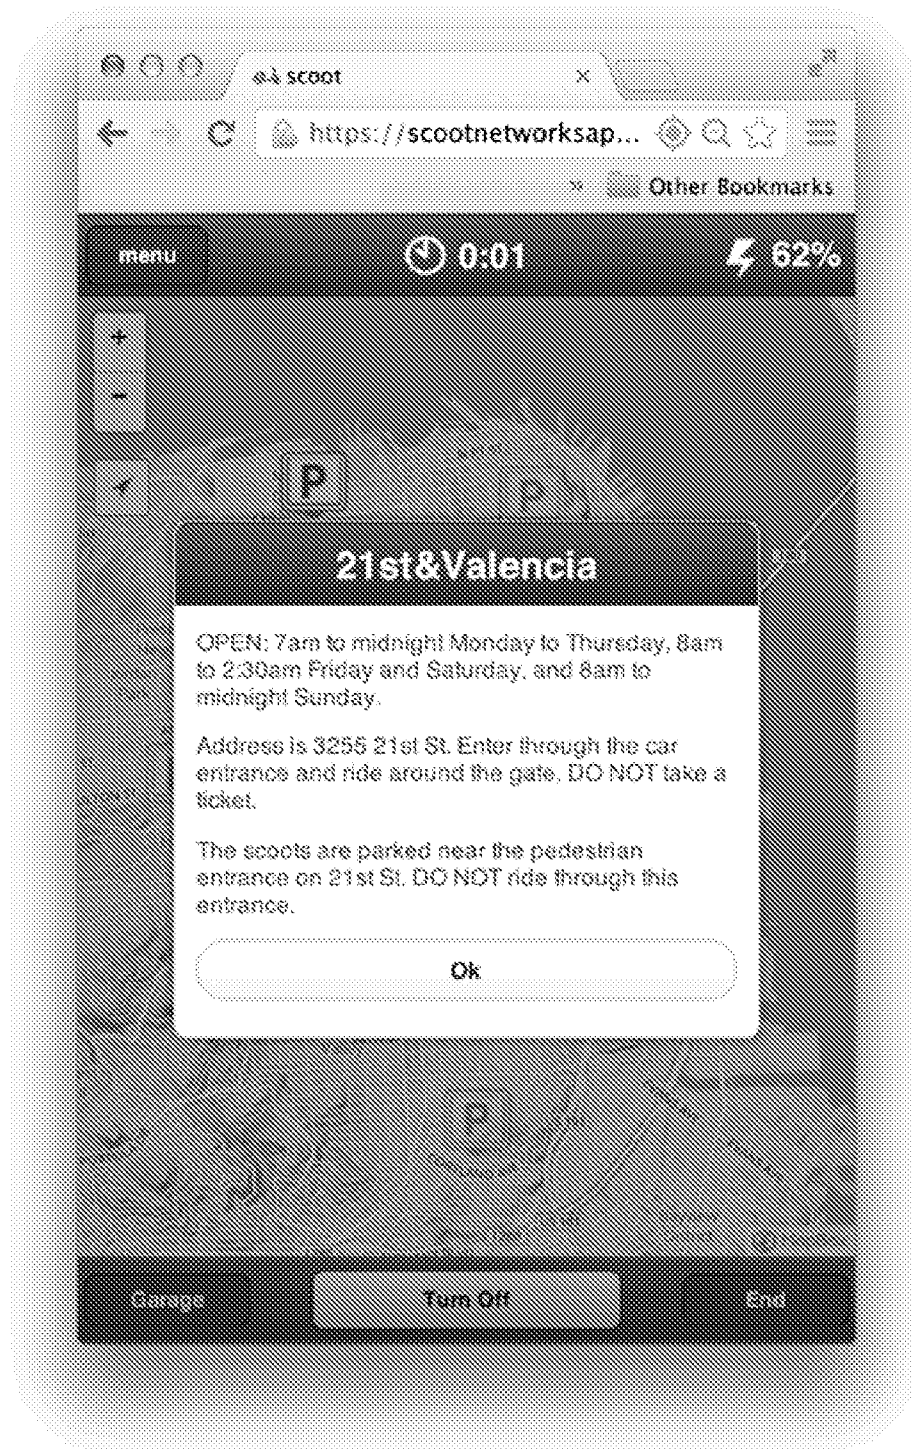 scoot ×
https://scootnetworksap...
» Other Bookmarks
menu 0:01 62%
+
-
P
P
21st&Valencia
OPEN: 7am to midnight Monday to Thursday, 8am
to 2:30am Friday and Saturday, and 8am to
midnight Sunday.
Address is 3255 21st St. Enter through the car
entrance and ride around the gate. DO NOT take a
ticket.
The scoots are parked near the pedestrian
entrance on 21st St. DO NOT ride through this
entrance.
Ok
P
Garage Turn Off End